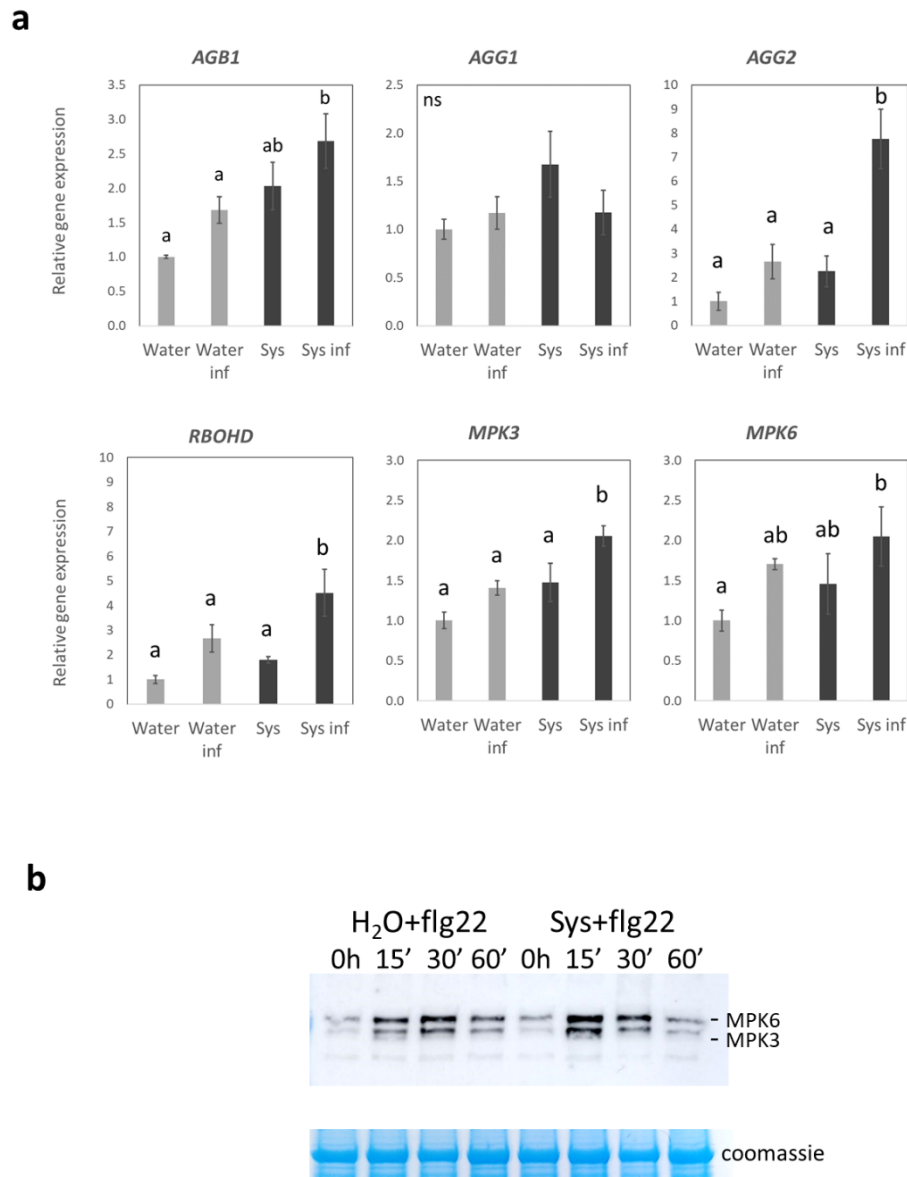 a
AGB1
Relative gene expression
3.5
3.0
2.5
2.0
1.5
1.0
0.5
0.0
a
a
ab
b
Water
Water inf
Sys
Sys inf
AGG1
2.5
2.0
1.5
1.0
0.5
0.0
ns
Water
Water inf
Sys
Sys inf
AGG2
10
9
8
7
6
5
4
3
2
1
0
a
a
a
b
Water
Water inf
Sys
Sys inf
RBOHD
Relative gene expression
10
9
8
7
6
5
4
3
2
1
0
a
a
a
b
Water
Water inf
Sys
Sys inf
MPK3
3.0
2.5
2.0
1.5
1.0
0.5
0.0
a
a
a
b
Water
Water inf
Sys
Sys inf
MPK6
3.0
2.5
2.0
1.5
1.0
0.5
0.0
a
ab
ab
b
Water
Water inf
Sys
Sys inf
b
H₂O+flg22 Sys+flg22
0h 15’ 30’ 60’ 0h 15’ 30’ 60’
- MPK6
- MPK3
coomassie